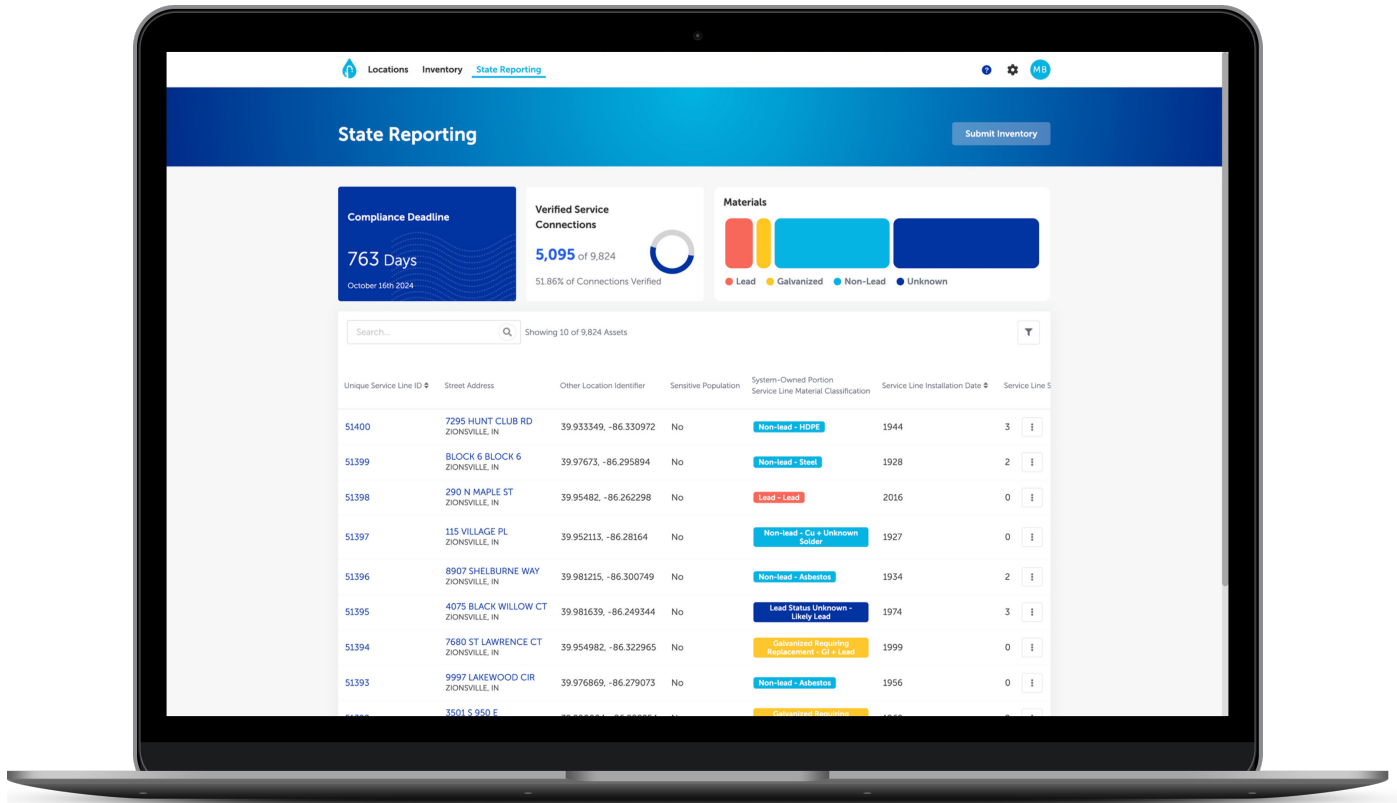 Locations Inventory State Reporting
? MB
State Reporting
Submit Inventory
Compliance Deadline
763 Days
October 16th 2024
Verified Service
Connections
5,095 of 9,824
51.86% of Connections Verified
Materials
Lead Galvanized Non-Lead Unknown
Search...
Showing 10 of 9,824 Assets
Unique Service Line ID Street Address Other Location Identifier Sensitive Population System-Owned Portion
Service Line Material Classification Service Line Installation Date Service Line S
51400 7295 HUNT CLUB RD 39.933349, -86.330972 No Non-lead - HDPE 1944 3
ZIONSVILLE, IN
51399 BLOCK 6 BLOCK 6 39.97673, -86.295894 No Non-lead - Steel 1928 2
ZIONSVILLE, IN
51398 290 N MAPLE ST 39.95482, -86.262298 No Lead - Lead 2016 0
ZIONSVILLE, IN
51397 115 VILLAGE PL 39.952113, -86.28164 No Non-lead - Cu + Unknown 1927 0
ZIONSVILLE, IN Solder
51396 8907 SHELBURNE WAY 39.981215, -86.300749 No Non-lead - Asbestos 1934 2
ZIONSVILLE, IN
51395 4075 BLACK WILLOW CT 39.981639, -86.249344 No Lead Status Unknown - 1974 3
ZIONSVILLE, IN Likely Lead
51394 7680 ST LAWRENCE CT 39.954982, -86.322965 No Galvanized Requiring 1999 0
ZIONSVILLE, IN Replacement - GI + Lead
51393 9997 LAKEWOOD CIR 39.976869, -86.279073 No Non-lead - Asbestos 1956 0
ZIONSVILLE, IN
3501 S 950 E Galvanized Requiring